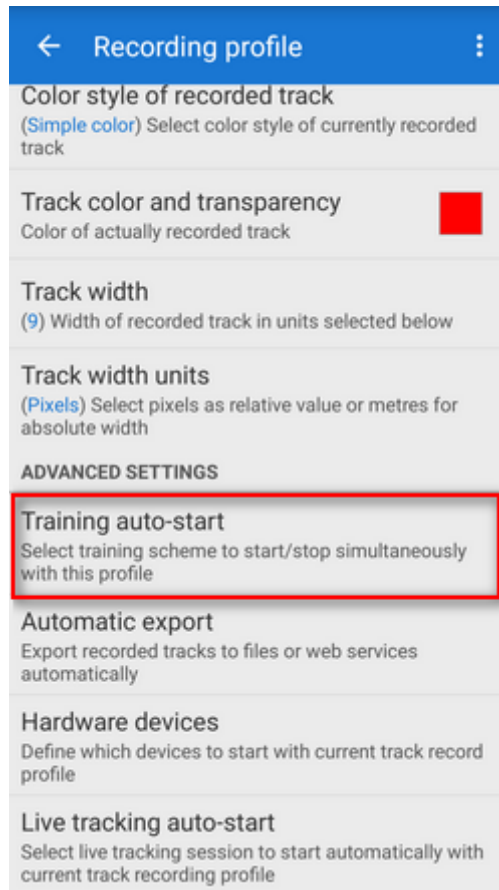 Recording profile
Color style of recorded track
(Simple color) Select color style of currently recorded
track
Track color and transparency
Color of actually recorded track
Track width
(9) Width of recorded track in units selected below
Track width units
(Pixels) Select pixels as relative value or metres for
absolute width
ADVANCED SETTINGS
Training auto-start
Select training scheme to start/stop simultaneously
with this profile
Automatic export
Export recorded tracks to files or web services
automatically
Hardware devices
Define which devices to start with current track record
profile
Live tracking auto-start
Select live tracking session to start automatically with
current track recording profile